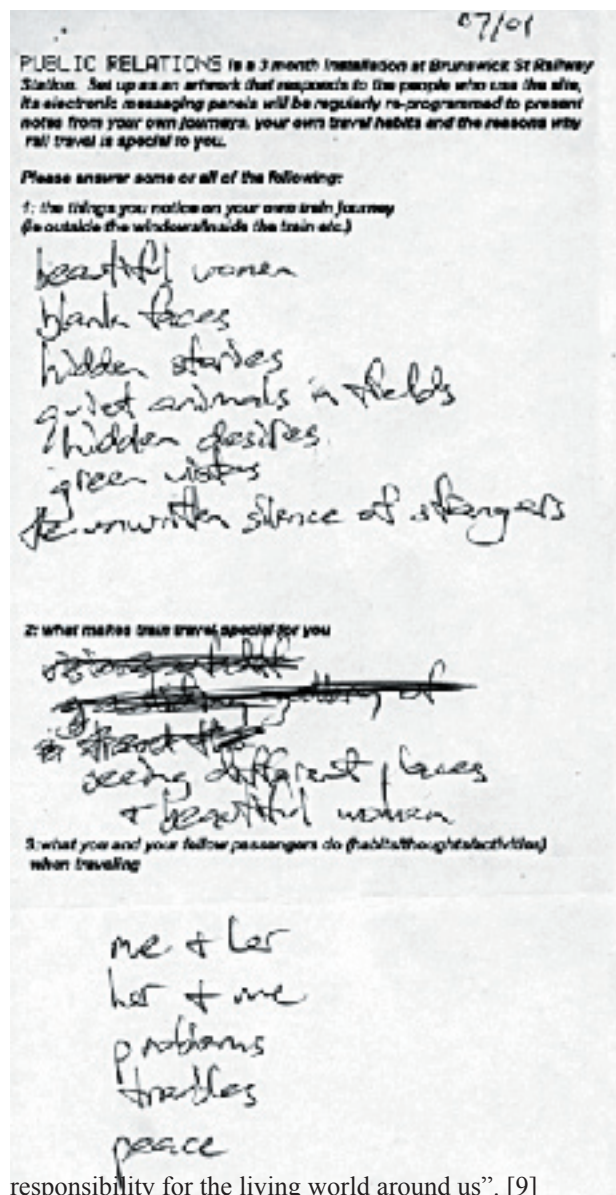 07/01
PUBLIC RELATIONS is a 3 month installation at Brunswick St Railway
Station. Set up as an artwork that responds to the people who use the site,
its electronic messaging panels will be regularly re-programmed to present
notes from your own journeys, your own travel habits and the reasons why
rail travel is special to you.
Please answer some or all of the following:
1: the things you notice on your own train journey
(ie outside the windows/inside the train etc.)
beautiful women
blank faces
hidden stories
quiet animals in fields
hidden desires
green vistas
the unwritten silence of strangers
2: what makes train travel special for you
of
seeing different places
+ beautiful women
3: what you and your fellow passengers do (habits/thoughts/activities)
when traveling
me + her
her + me
problems
troubles
peace
responsibility for the living world around us”. [9]